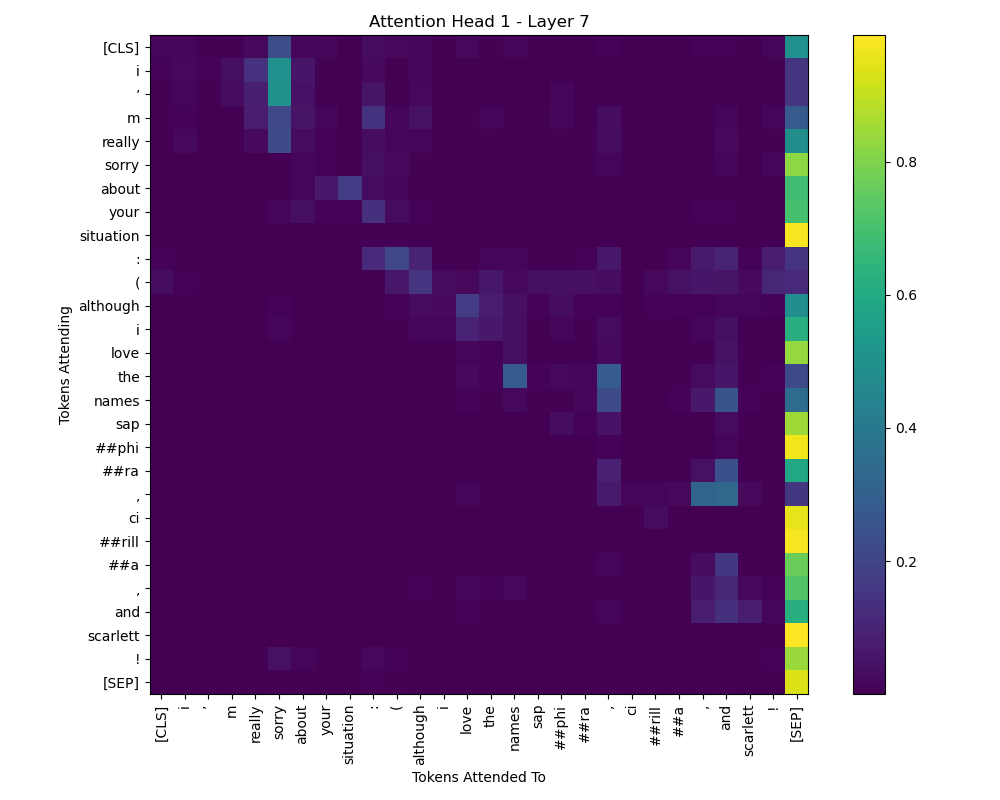 Attention Head 1 - Layer 7
Tokens Attending
[CLS]
i
'
m
really
sorry
about
your
situation
:
(
although
i
love
the
names
sap
##phi
##ra
,
ci
##rill
##a
,
and
scarlett
!
[SEP]
[CLS]
i
'
m
really
sorry
about
your
situation
:
(
although
i
love
the
names
sap
##phi
##ra
,
ci
##rill
##a
,
and
scarlett
!
[SEP]
Tokens Attended To
0.8
0.6
0.4
0.2